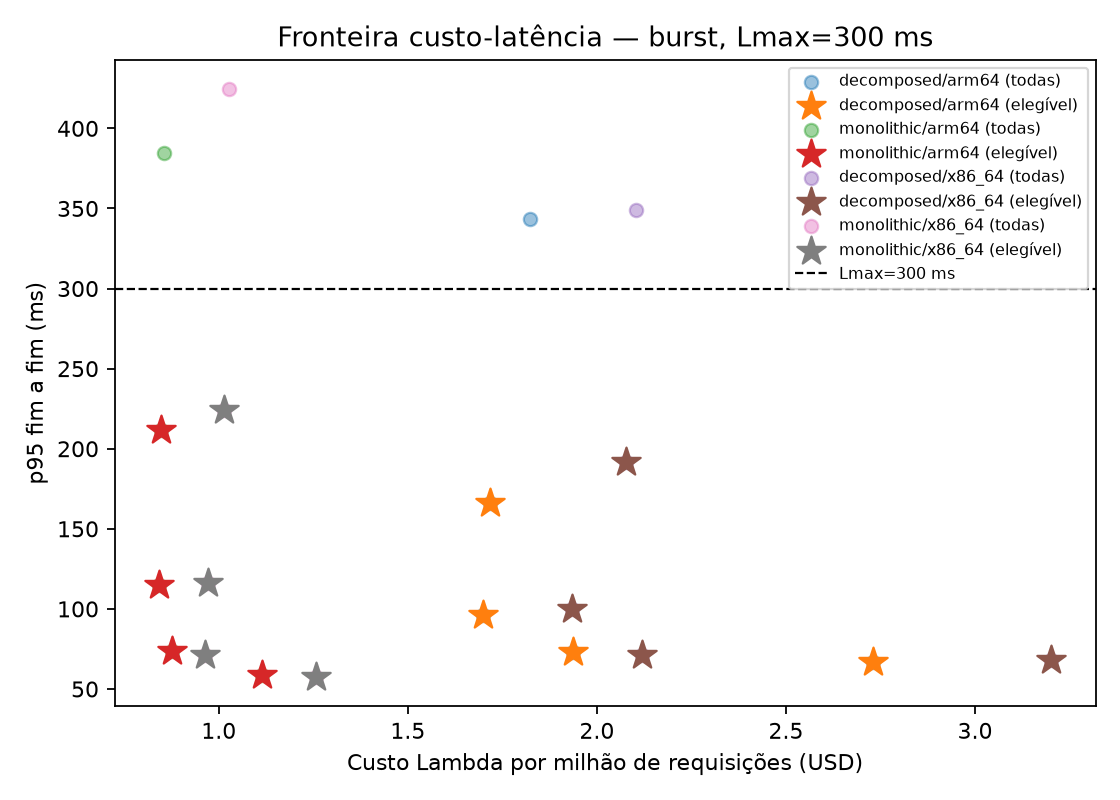 Fronteira custo-latência — burst, Lmax=300 ms
decomposed/arm64 (todas)
decomposed/arm64 (elegível)
monolithic/arm64 (todas)
monolithic/arm64 (elegível)
decomposed/x86_64 (todas)
decomposed/x86_64 (elegível)
monolithic/x86_64 (todas)
monolithic/x86_64 (elegível)
Lmax=300 ms
p95 fim a fim (ms)
400
350
300
250
200
150
100
50
1.0 1.5 2.0 2.5 3.0
Custo Lambda por milhão de requisições (USD)